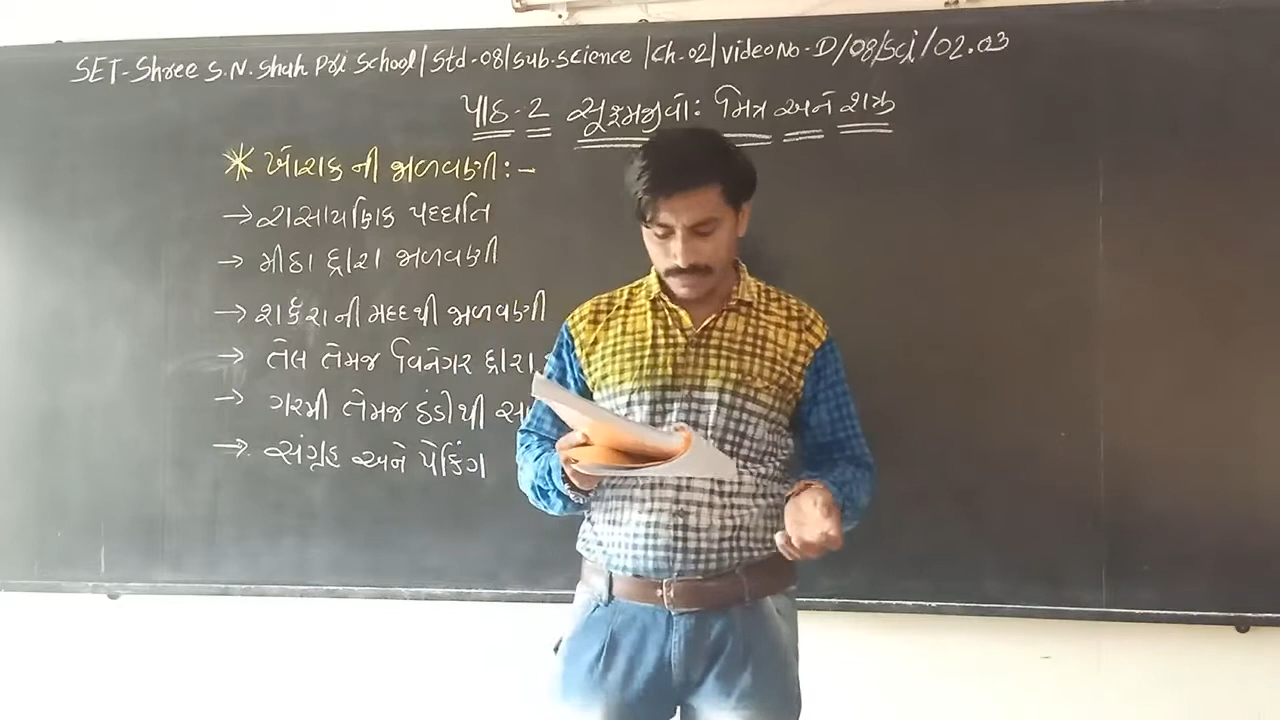 SET-Shree S.N. Shah Pri School / Std-08 / Sub-Science / Ch-02 / Video No-D/08/Sci/02.03
પાઠ-2 સૂક્ષ્મજીવો: મિત્ર અને શત્રુ
* ખોરાક ની જાળવણી:-
→ રાસાયણિક પદ્ધતિ
→ મીઠા દ્વારા જાળવણી
→ શર્કરા ની મદદથી જાળવણી
→ તેલ તેમજ વિનેગર દ્વારા
→ ગરમી તેમજ ઠંડીથી
→ સંગ્રહ અને પેકિંગ